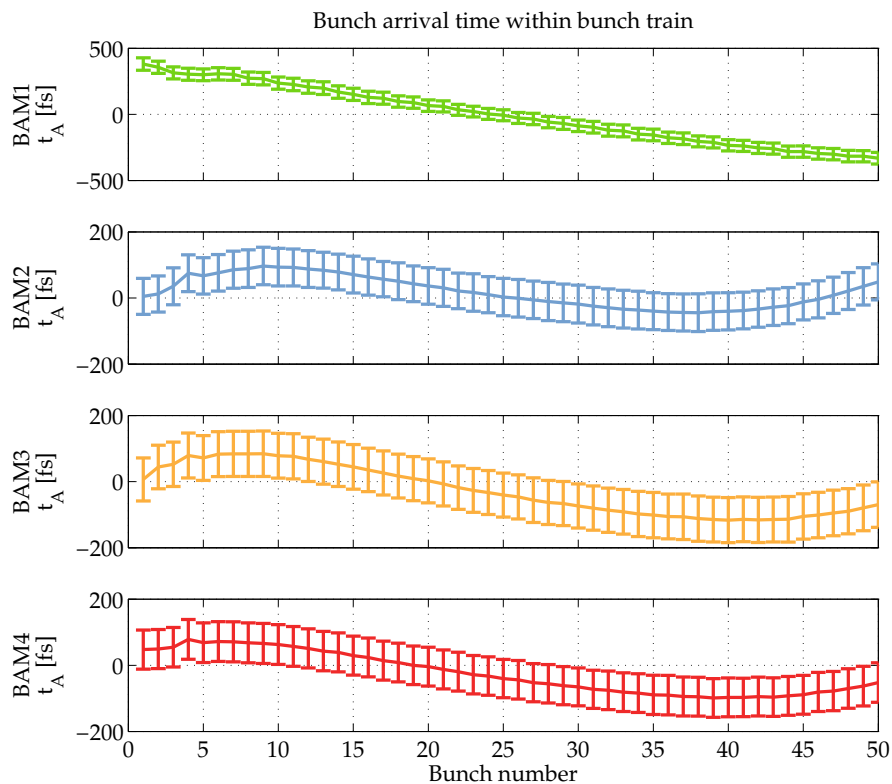 Bunch arrival time within bunch train
BAM1
t_A [fs]
500
0
−500
BAM2
t_A [fs]
200
0
−200
BAM3
t_A [fs]
200
0
−200
BAM4
t_A [fs]
200
0
−200
0 5 10 15 20 25 30 35 40 45 50
Bunch number